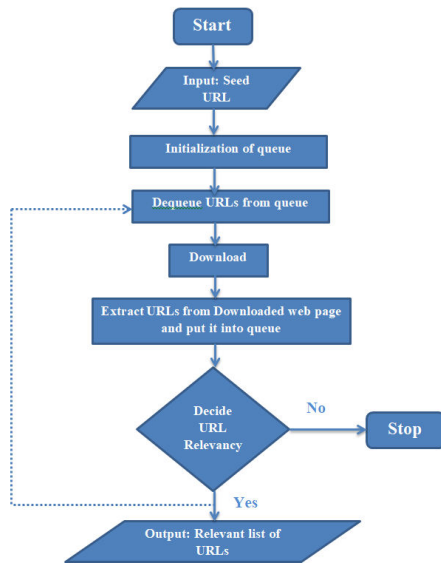 Start
Input: Seed
URL
Initialization of queue
Dequeue URLs from queue
Download
Extract URLs from Downloaded web page
and put it into queue
Decide
URL
Relevancy
No
Stop
Yes
Output: Relevant list of
URLs